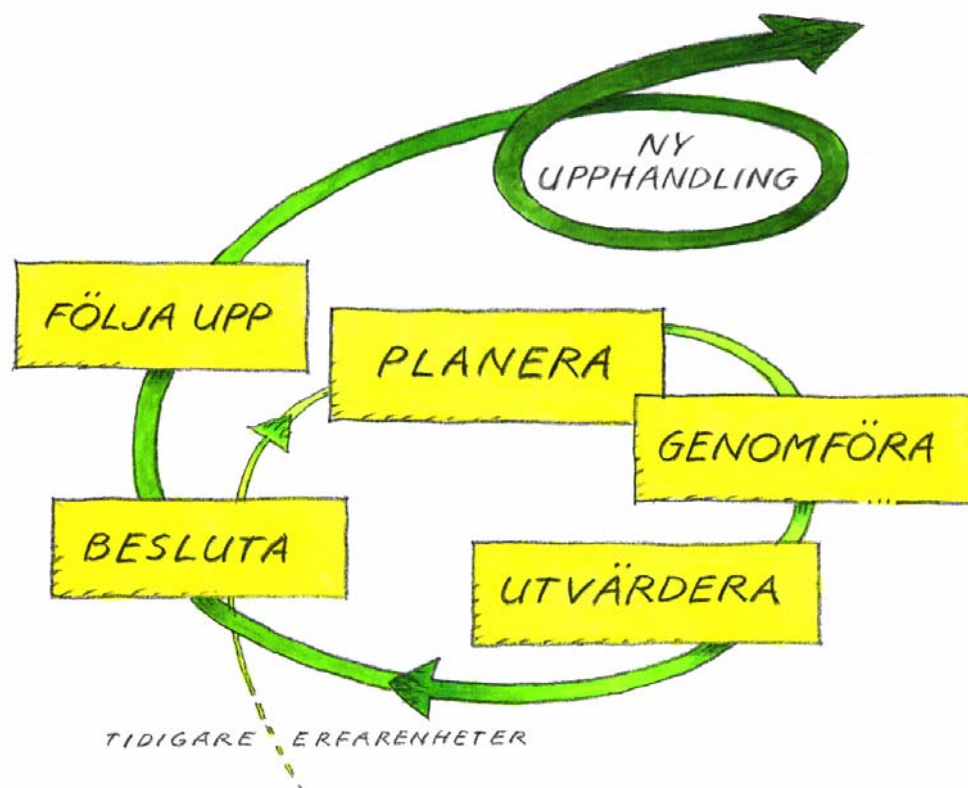 NY
UPPHANDLING
FÖLJA UPP
PLANERA
GENOMFÖRA
BESLUTA
UTVÄRDERA
TIDIGARE ERFARENHETER